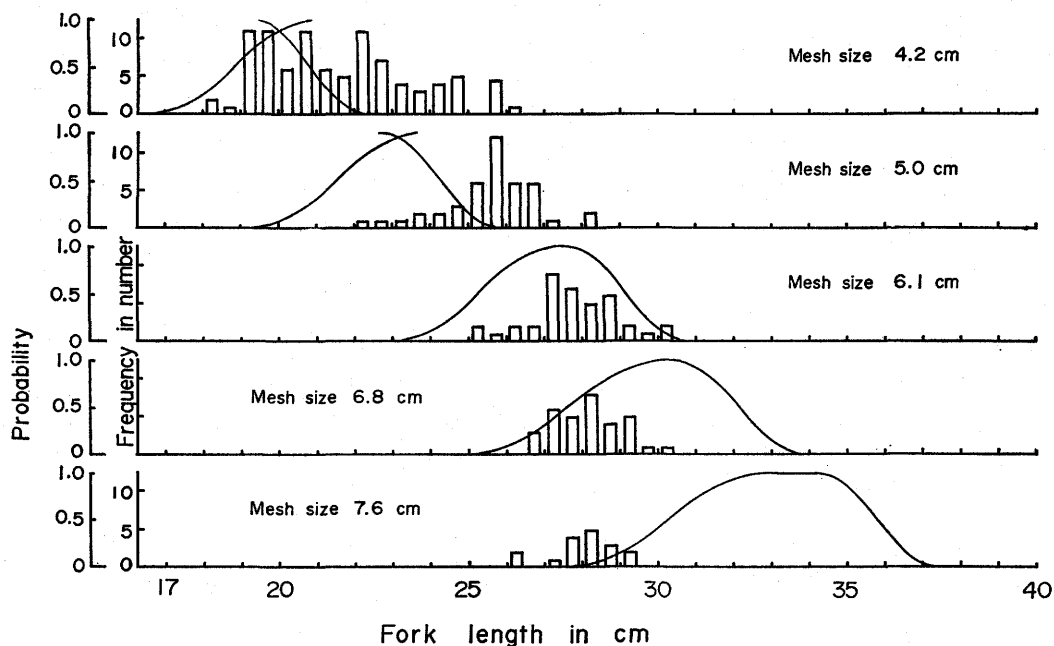 1.0
0.5
0
10
5
0
Mesh size 4.2 cm
1.0
0.5
0
10
5
Mesh size 5.0 cm
1.0
0.5
0
Mesh size 6.1 cm
1.0
0.5
0
Mesh size 6.8 cm
1.0
0.5
0
10
5
0
Mesh size 7.6 cm
Probability
Frequency in number
17 20 25 30 35 40
Fork length in cm